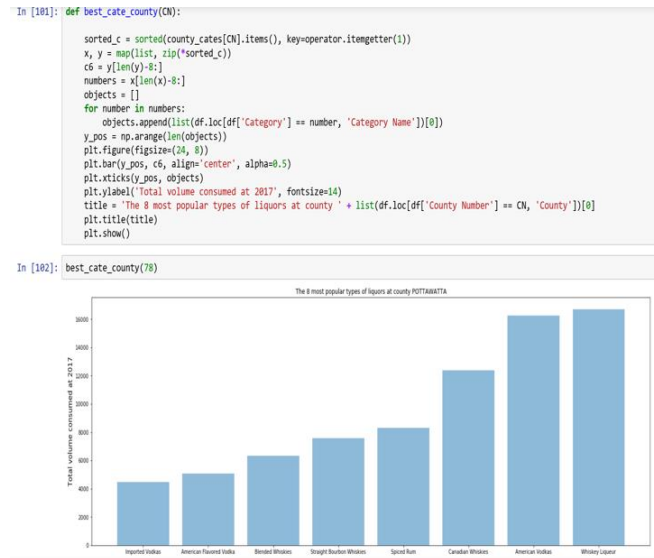 In [101]: def best_cate_county(CN):
sorted_c = sorted(county_cates[CN].items(), key=operator.itemgetter(1))
x, y = map(list, zip(*sorted_c))
c6 = y[len(y)-8:]
numbers = x[len(x)-8:]
objects = []
for number in numbers:
objects.append(list(df.loc[df['Category'] == number, 'Category Name'])[0])
y_pos = np.arange(len(objects))
plt.figure(figsize=(24, 8))
plt.bar(y_pos, c6, align='center', alpha=0.5)
plt.xticks(y_pos, objects)
plt.ylabel('Total volume consumed at 2017', fontsize=14)
title = 'The 8 most popular types of liquors at county ' + list(df.loc[df['County Number'] == CN, 'County'])[0]
plt.title(title)
plt.show()
In [102]: best_cate_county(78)
The 8 most popular types of liquors at county POTTAWATTA
Total volume consumed at 2017
16000
14000
12000
10000
8000
6000
4000
2000
0
Imported Vodkas American Flavored Vodka Blended Whiskies Straight Bourbon Whiskies Spiced Rum Canadian Whiskies American Vodkas Whiskey Liqueur